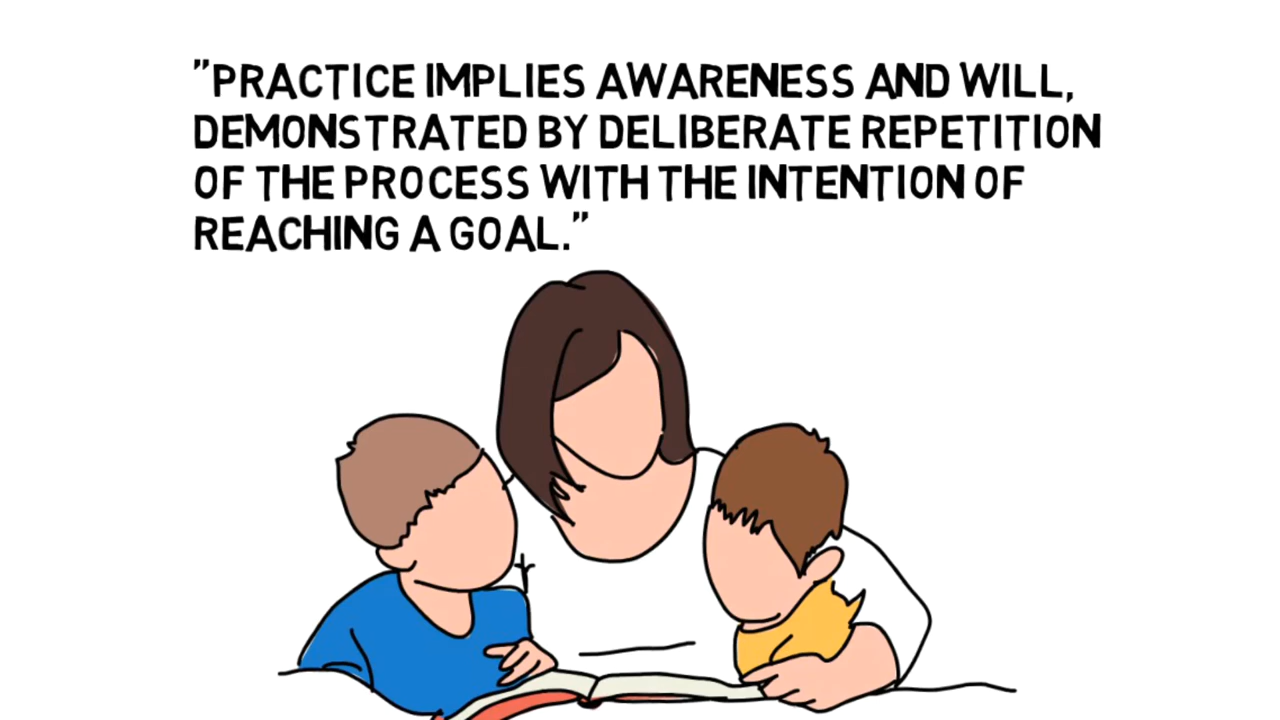 "PRACTICE IMPLIES AWARENESS AND WILL,
DEMONSTRATED BY DELIBERATE REPETITION
OF THE PROCESS WITH THE INTENTION OF
REACHING A GOAL."